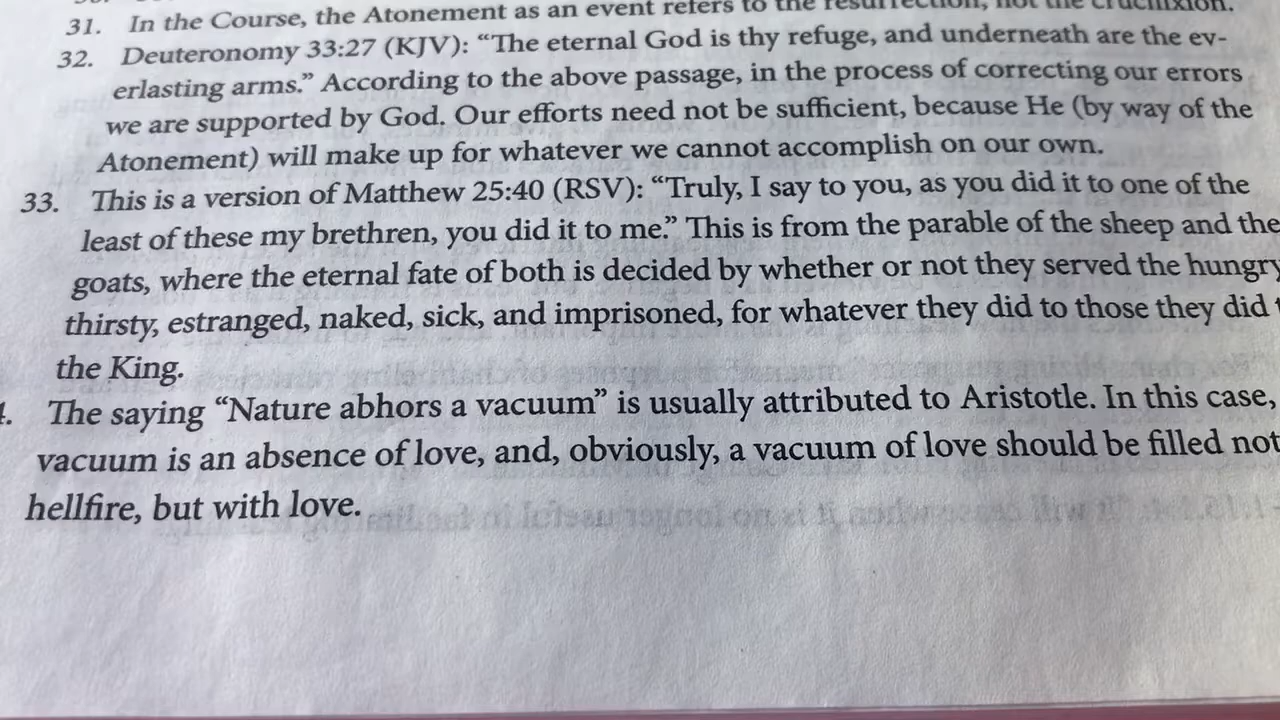 31. In the Course, the Atonement as an event refers to the resurrection, not the crucifixion.
32. Deuteronomy 33:27 (KJV): “The eternal God is thy refuge, and underneath are the ev-
erlasting arms.” According to the above passage, in the process of correcting our errors
we are supported by God. Our efforts need not be sufficient, because He (by way of the
Atonement) will make up for whatever we cannot accomplish on our own.
33. This is a version of Matthew 25:40 (RSV): “Truly, I say to you, as you did it to one of the
least of these my brethren, you did it to me.” This is from the parable of the sheep and the
goats, where the eternal fate of both is decided by whether or not they served the hungry
thirsty, estranged, naked, sick, and imprisoned, for whatever they did to those they did
the King.
The saying “Nature abhors a vacuum” is usually attributed to Aristotle. In this case,
vacuum is an absence of love, and, obviously, a vacuum of love should be filled not
hellfire, but with love.